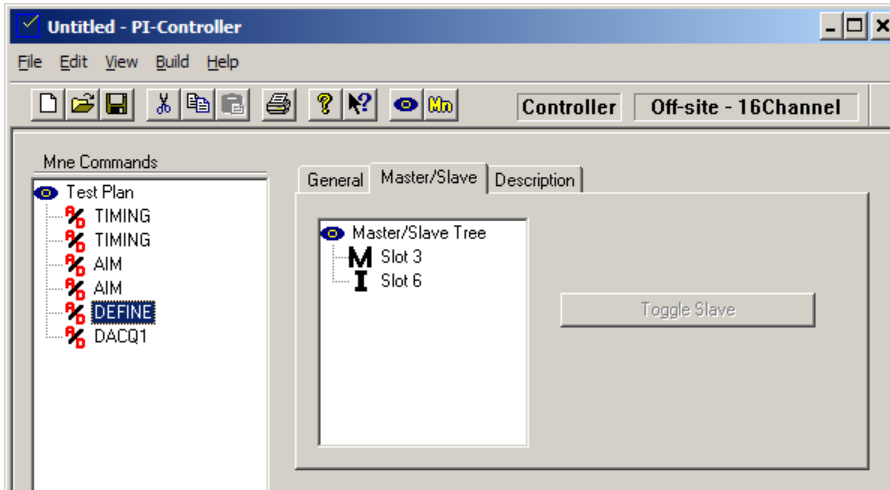 Untitled - PI-Controller
File Edit View Build Help
Controller Off-site - 16Channel
Mne Commands
Test Plan
TIMING
TIMING
AIM
AIM
DEFINE
DACQ1
General Master/Slave Description
Master/Slave Tree
M Slot 3
I Slot 6
Toggle Slave